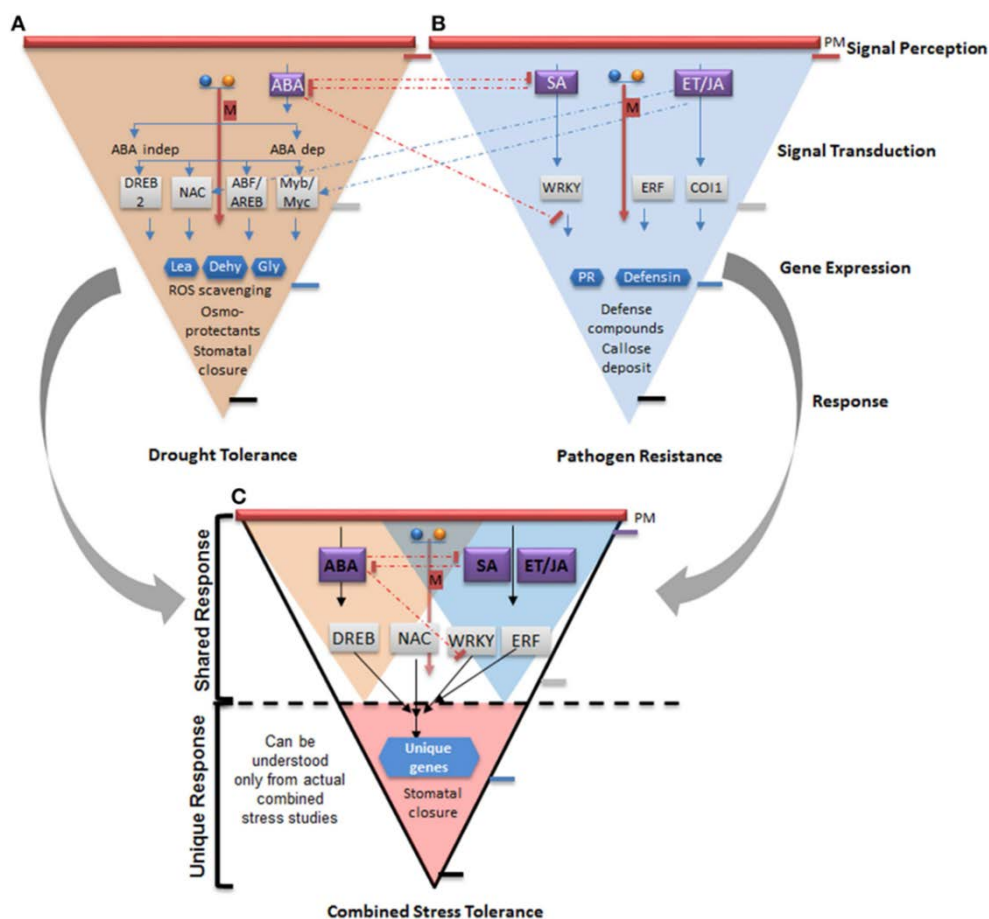 A
B
PM
Signal Perception
ABA
M
SA
M
ET/JA
ABA indep
ABA dep
Signal Transduction
DREB
2
NAC
ABF/
AREB
Myb/
Myc
WRKY
ERF
COI1
Gene Expression
Lea
Dehy
Gly
PR
Defensin
ROS scavenging
Osmo-
protectants
Stomatal
closure
Defense
compounds
Callose
deposit
Response
Drought Tolerance
Pathogen Resistance
C
PM
Shared Response
ABA
M
SA
ET/JA
DREB
NAC
WRKY
ERF
Unique Response
Can be
understood
only from actual
combined
stress studies
Unique
genes
Stomatal
closure
Combined Stress Tolerance